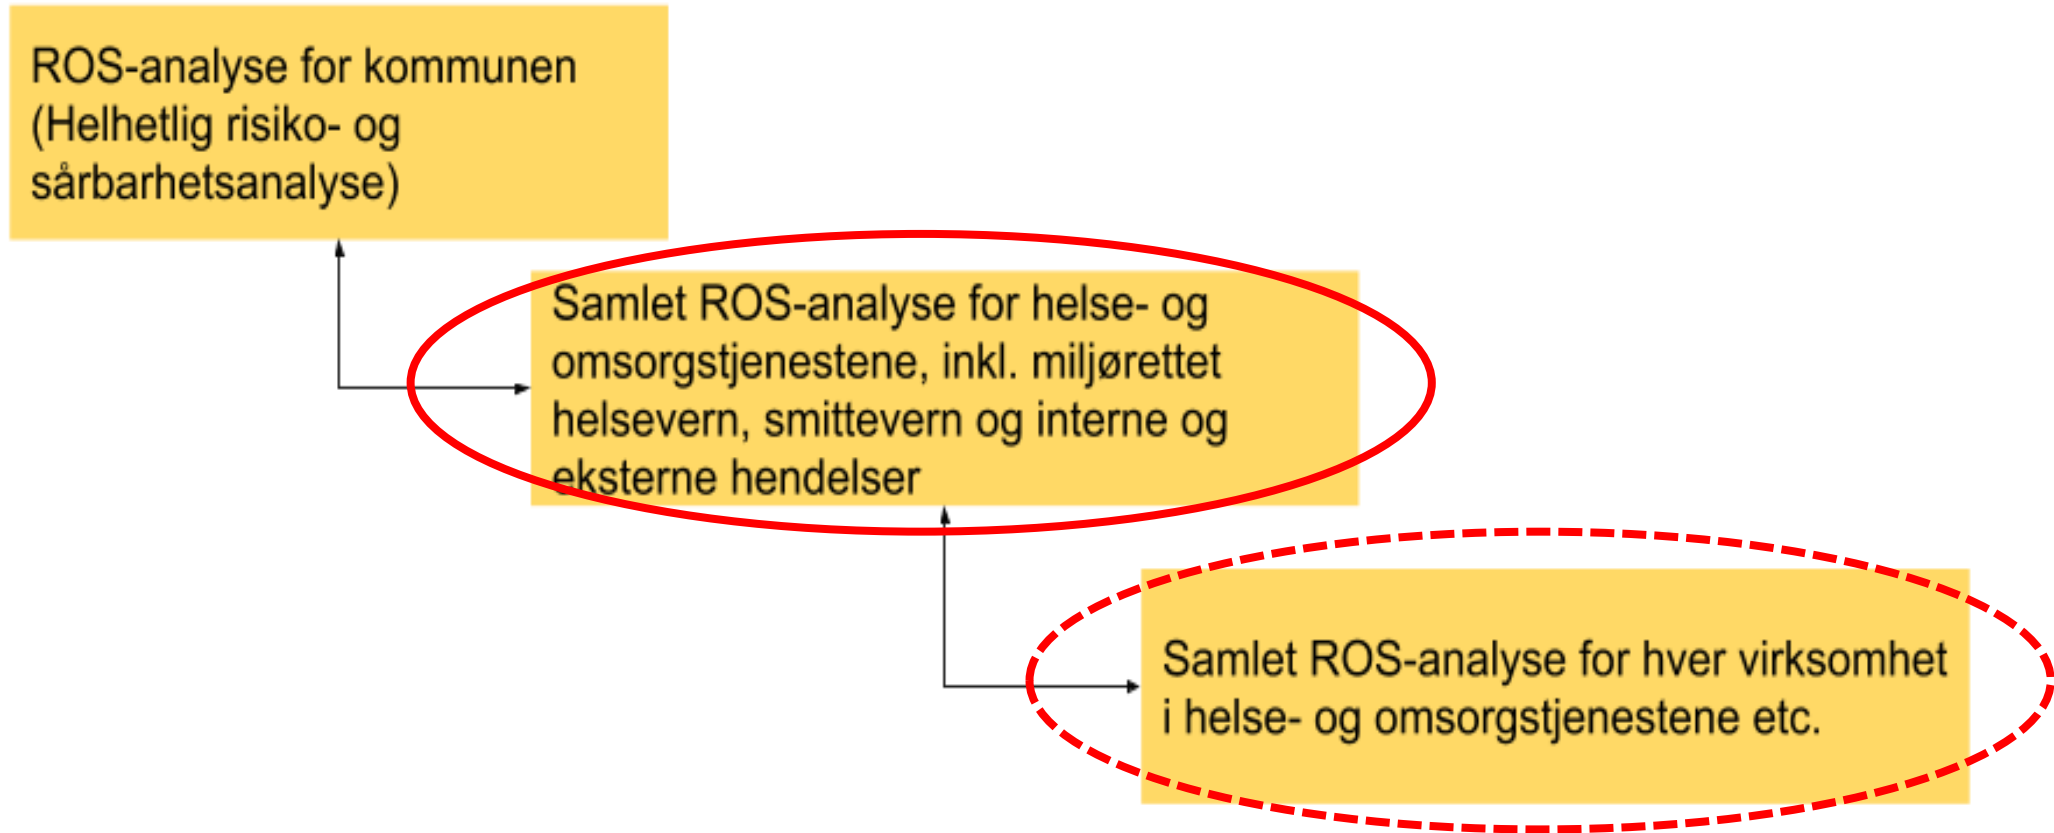 ROS-analyse for kommunen
(Helhetlig risiko- og
sårbarhetsanalyse)
Samlet ROS-analyse for helse- og
omsorgstjenestene, inkl. miljørettet
helsevern, smittevern og interne og
eksterne hendelser
Samlet ROS-analyse for hver virksomhet
i helse- og omsorgstjenestene etc.